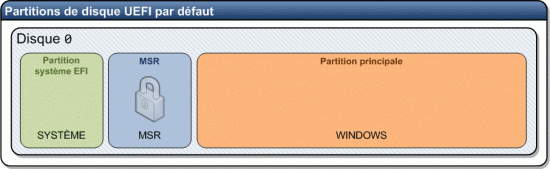 Partitions de disque UEFI par défaut
Disque 0
Partition
système EFI
SYSTÈME
MSR
MSR
Partition principale
WINDOWS